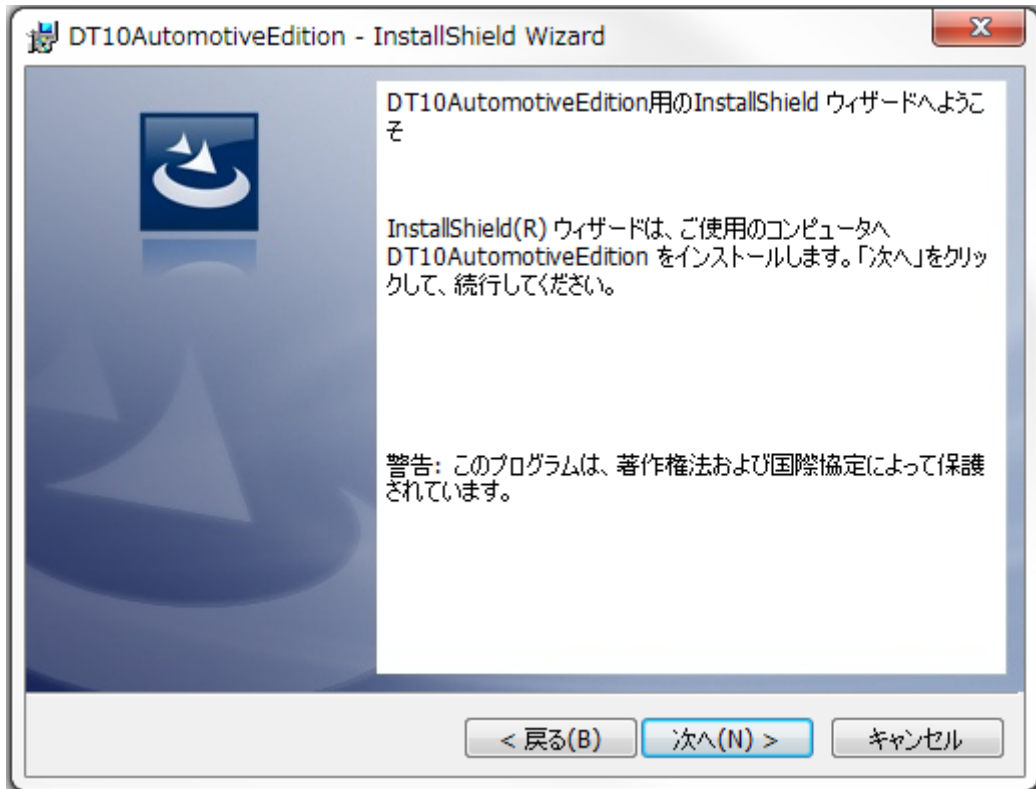 DT10AutomotiveEdition - InstallShield Wizard
DT10AutomotiveEdition用のInstallShield ウィザードへようこ
そ
InstallShield(R) ウィザードは、ご使用のコンピュータへ
DT10AutomotiveEdition をインストールします。「次へ」をクリッ
クして、続行してください。
警告: このプログラムは、著作権法および国際協定によって保護
されています。
< 戻る(B)
次へ(N) >
キャンセル